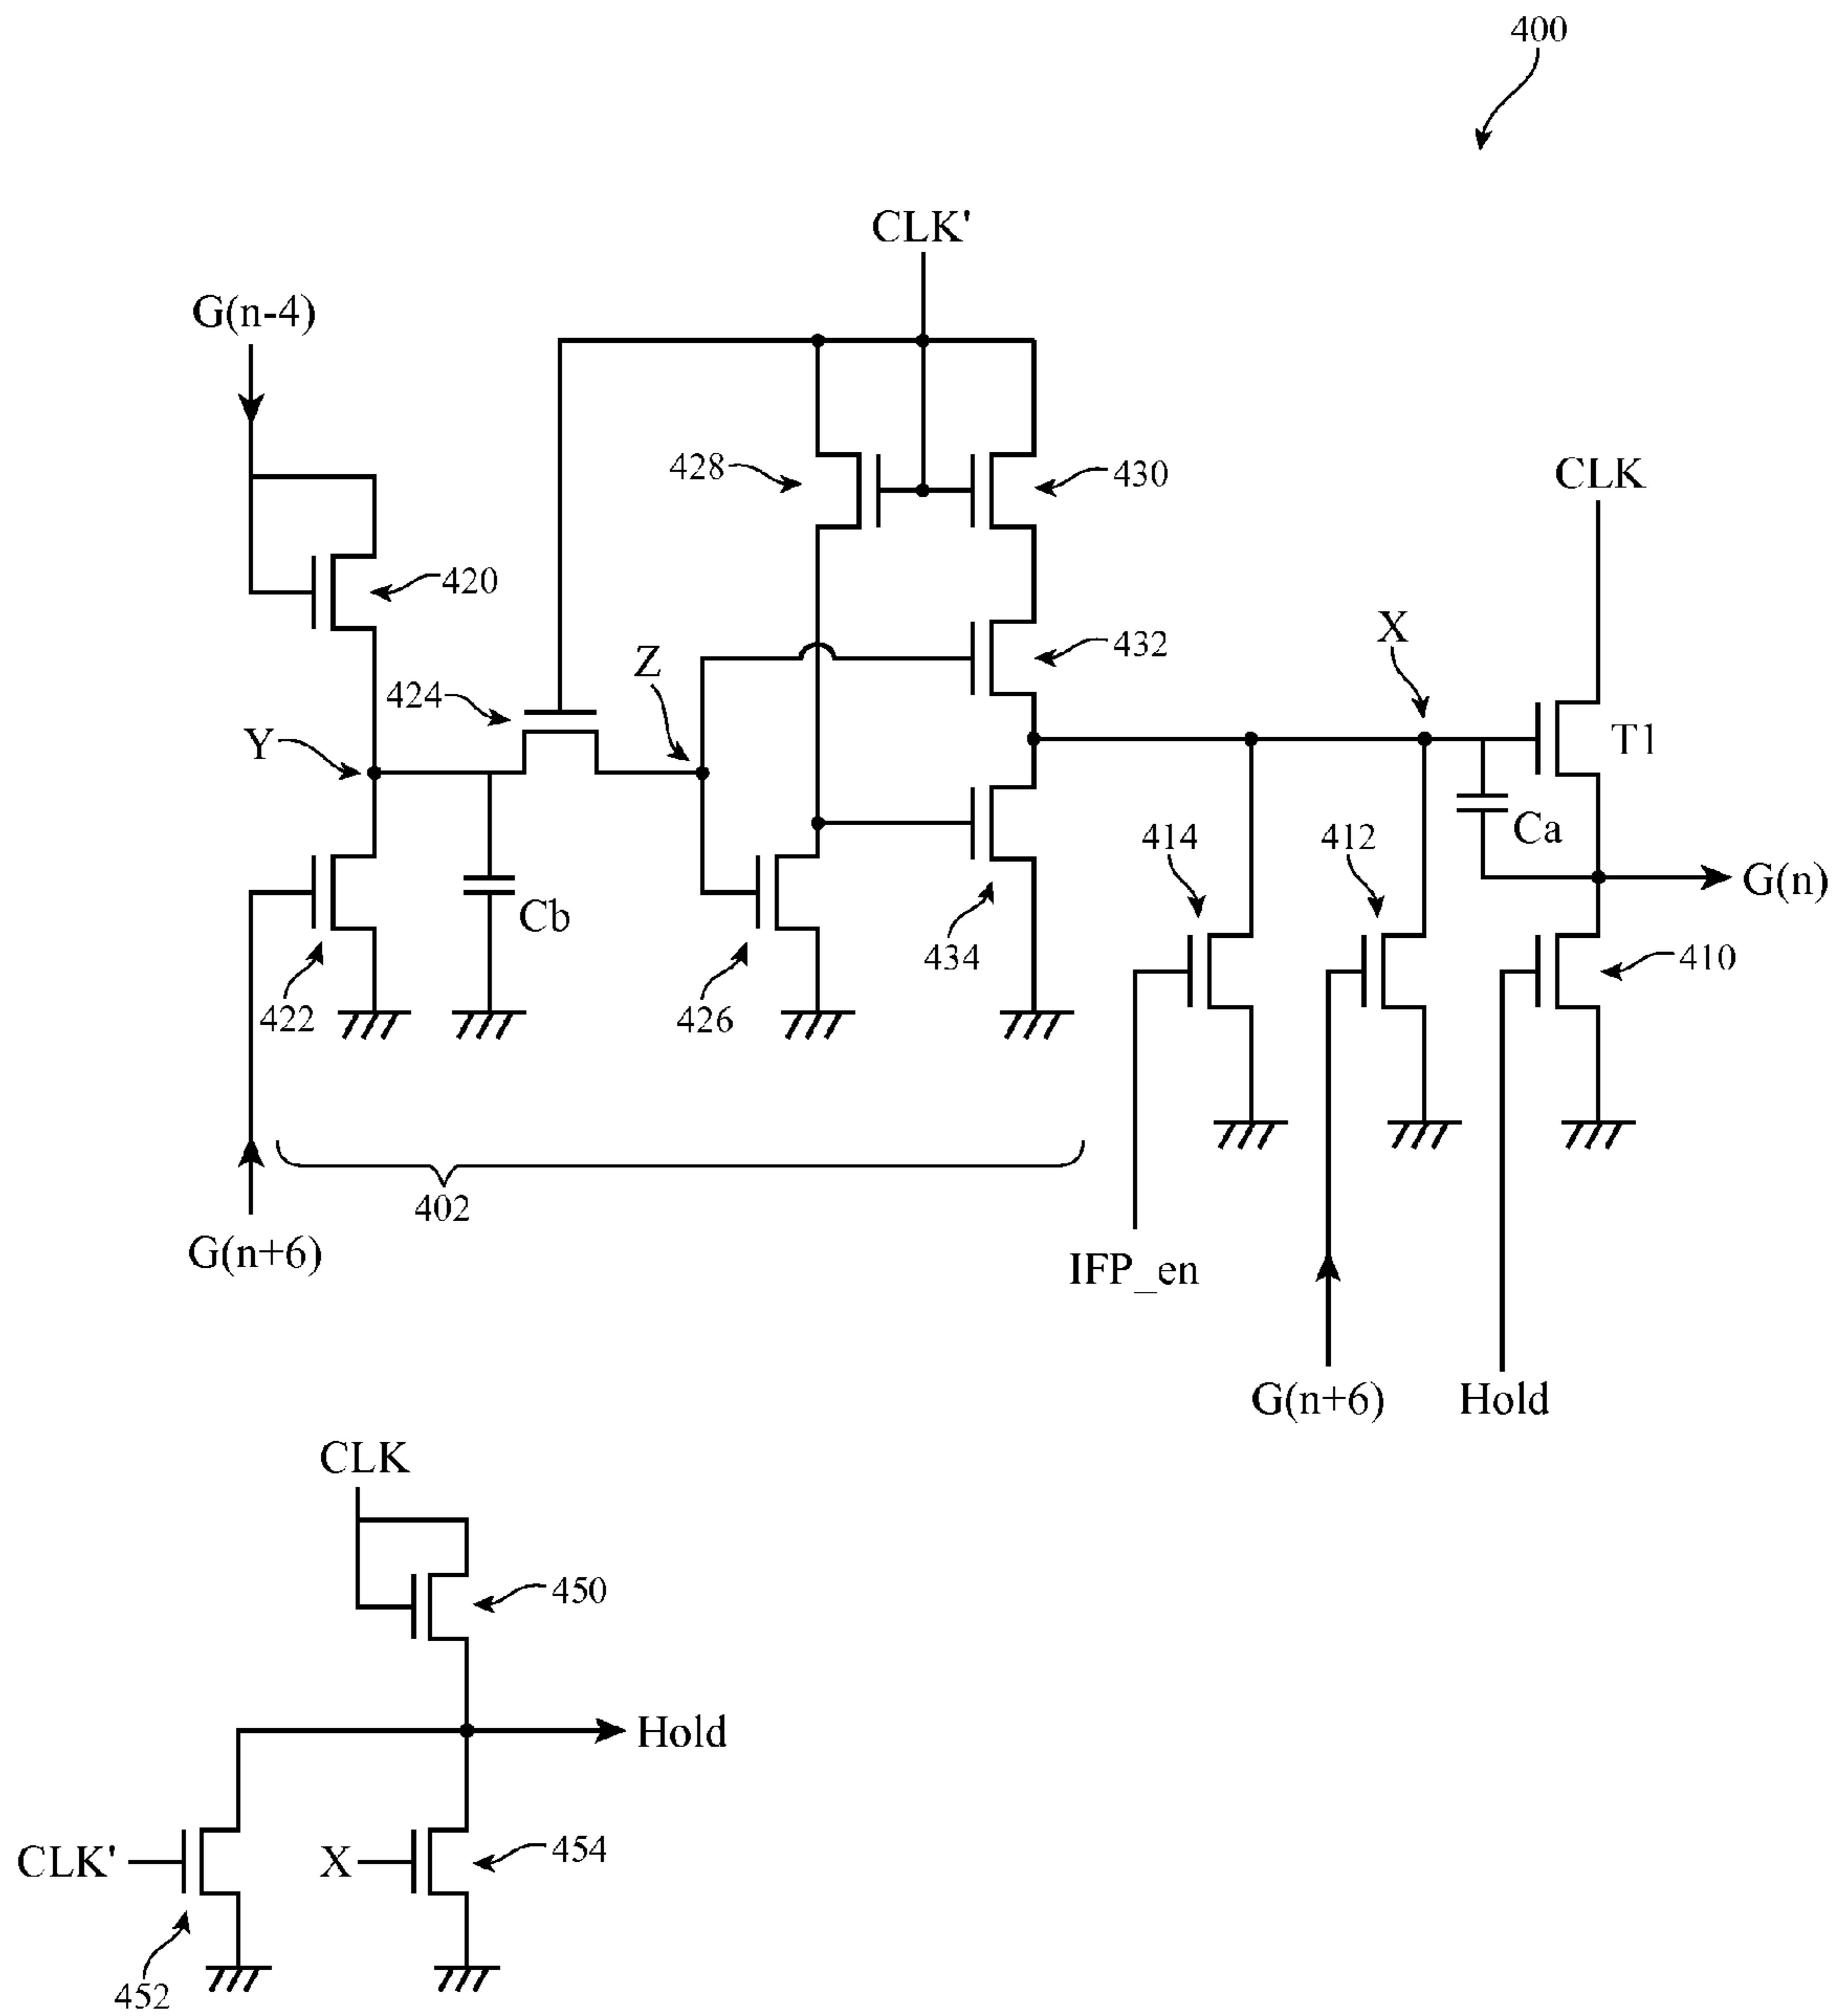 400
CLK'
G(n-4)
428
430
CLK
420
432
X
Z
424
T1
Y
Ca
414
412
G(n)
Cb
434
410
422
426
402
G(n+6)
IFP_en
G(n+6)
Hold
CLK
450
Hold
CLK'
X
454
452